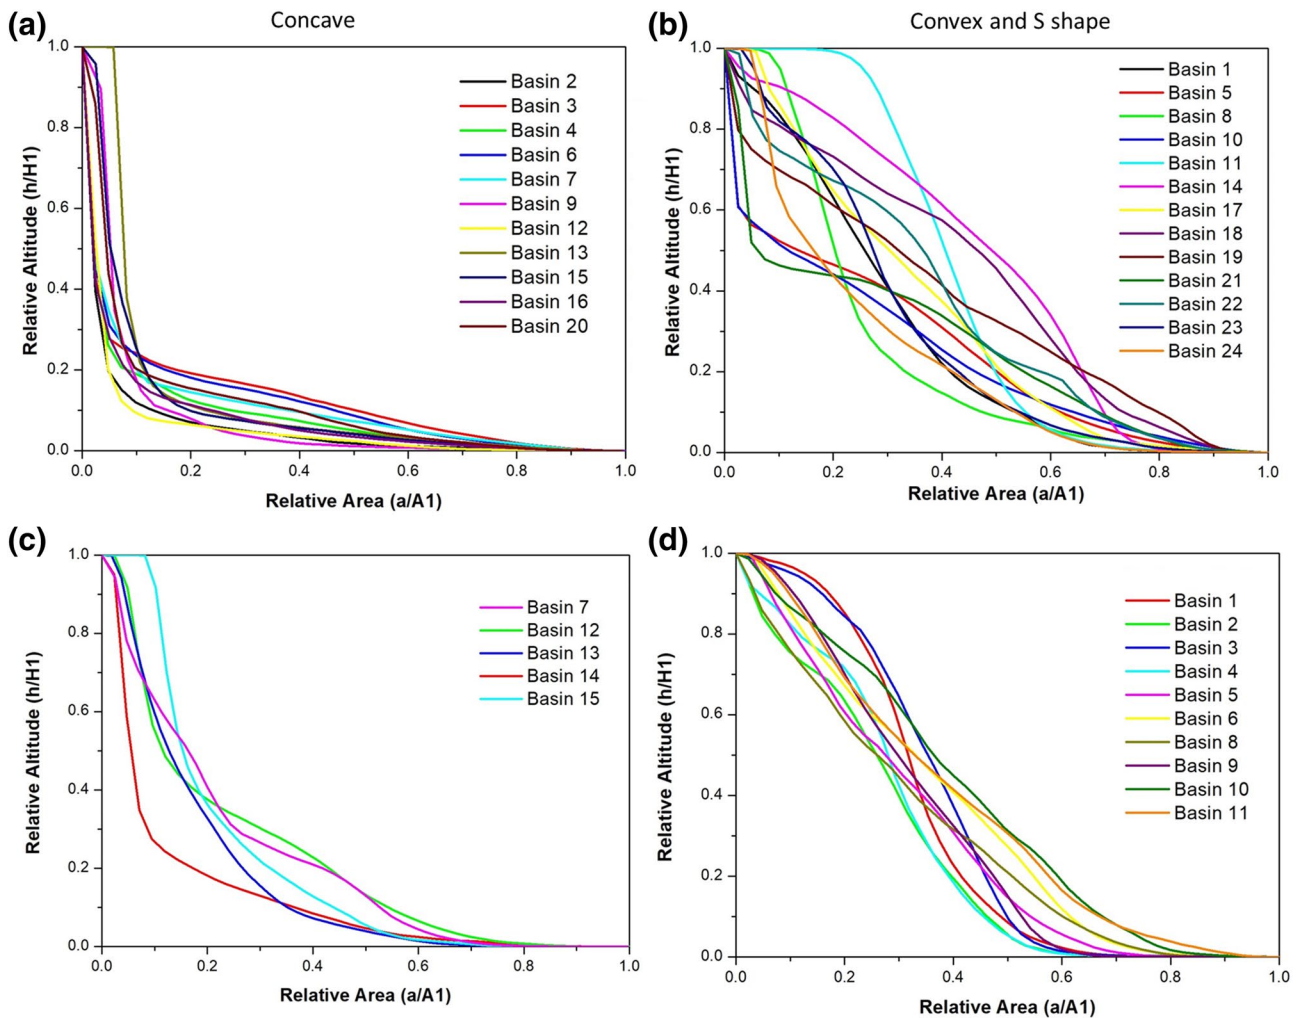 (a)
Concave
1.0
0.8
0.6
0.4
0.2
0.0
Relative Altitude (h/H1)
Basin 2
Basin 3
Basin 4
Basin 6
Basin 7
Basin 9
Basin 12
Basin 13
Basin 15
Basin 16
Basin 20
0.0 0.2 0.4 0.6 0.8 1.0
Relative Area (a/A1)
(b)
Convex and S shape
1.0
0.8
0.6
0.4
0.2
0.0
Relative Altitude (h/H1)
Basin 1
Basin 5
Basin 8
Basin 10
Basin 11
Basin 14
Basin 17
Basin 18
Basin 19
Basin 21
Basin 22
Basin 23
Basin 24
0.0 0.2 0.4 0.6 0.8 1.0
Relative Area (a/A1)
(c)
1.0
0.8
0.6
0.4
0.2
0.0
Relative Altitude (h/H1)
Basin 7
Basin 12
Basin 13
Basin 14
Basin 15
0.0 0.2 0.4 0.6 0.8 1.0
Relative Area (a/A1)
(d)
1.0
0.8
0.6
0.4
0.2
0.0
Relative Altitude (h/H1)
Basin 1
Basin 2
Basin 3
Basin 4
Basin 5
Basin 6
Basin 8
Basin 9
Basin 10
Basin 11
0.0 0.2 0.4 0.6 0.8 1.0
Relative Area (a/A1)